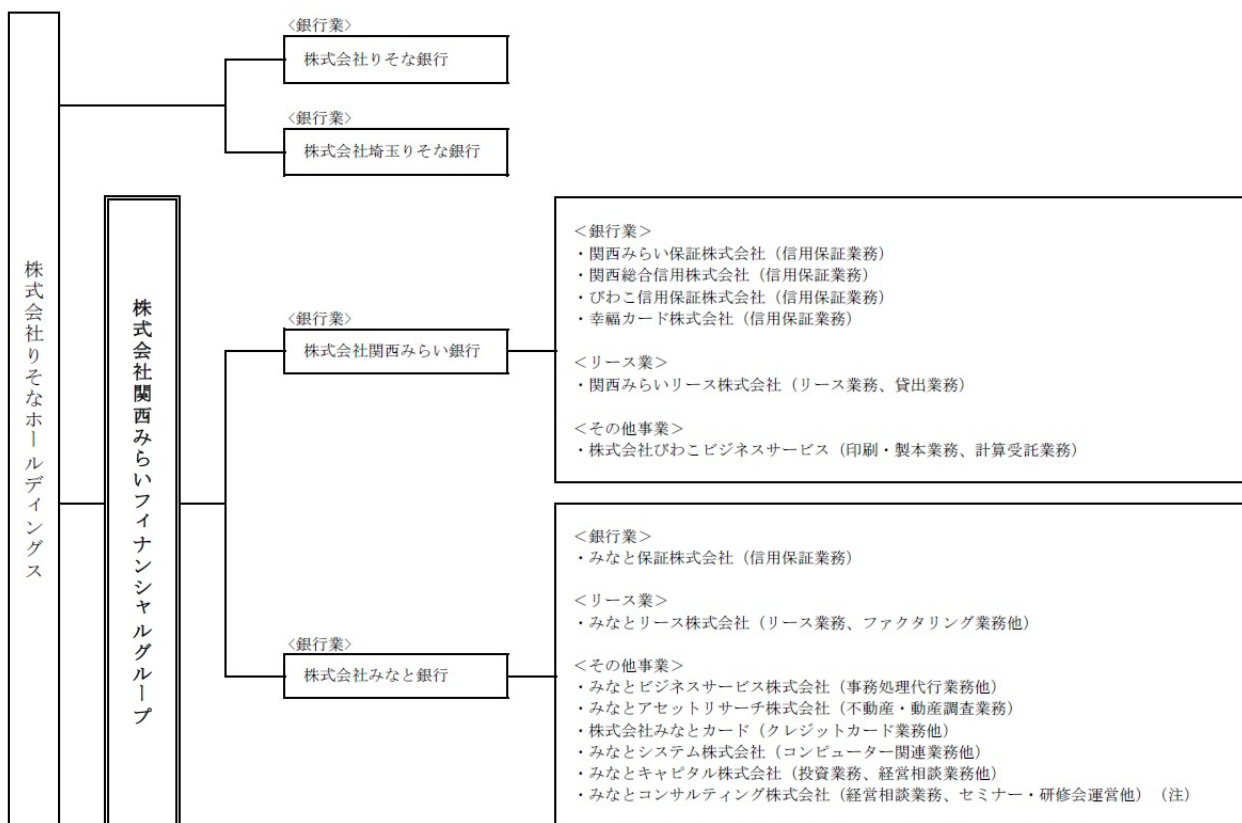 株式会社りそなホールディングス
〈銀行業〉
株式会社りそな銀行
〈銀行業〉
株式会社埼玉りそな銀行
株式会社関西みらいフィナンシャルグループ
〈銀行業〉
株式会社関西みらい銀行
＜銀行業＞
・関西みらい保証株式会社（信用保証業務）
・関西総合信用株式会社（信用保証業務）
・びわこ信用保証株式会社（信用保証業務）
・幸福カード株式会社（信用保証業務）
＜リース業＞
・関西みらいリース株式会社（リース業務、貸出業務）
＜その他事業＞
・株式会社びわこビジネスサービス（印刷・製本業務、計算受託業務）
〈銀行業〉
株式会社みなと銀行
＜銀行業＞
・みなと保証株式会社（信用保証業務）
＜リース業＞
・みなとリース株式会社（リース業務、ファクタリング業務他）
＜その他事業＞
・みなとビジネスサービス株式会社（事務処理代行業務他）
・みなとアセットリサーチ株式会社（不動産・動産調査業務）
・株式会社みなとカード（クレジットカード業務他）
・みなとシステム株式会社（コンピューター関連業務他）
・みなとキャピタル株式会社（投資業務、経営相談業務他）
・みなとコンサルティング株式会社（経営相談業務、セミナー・研修会運営他）（注）